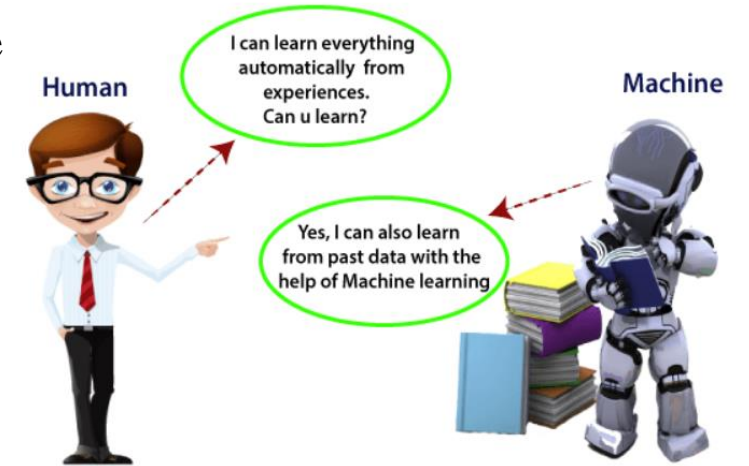 Human
I can learn everything
automatically from
experiences.
Can u learn?
Machine
Yes, I can also learn
from past data with the
help of Machine learning